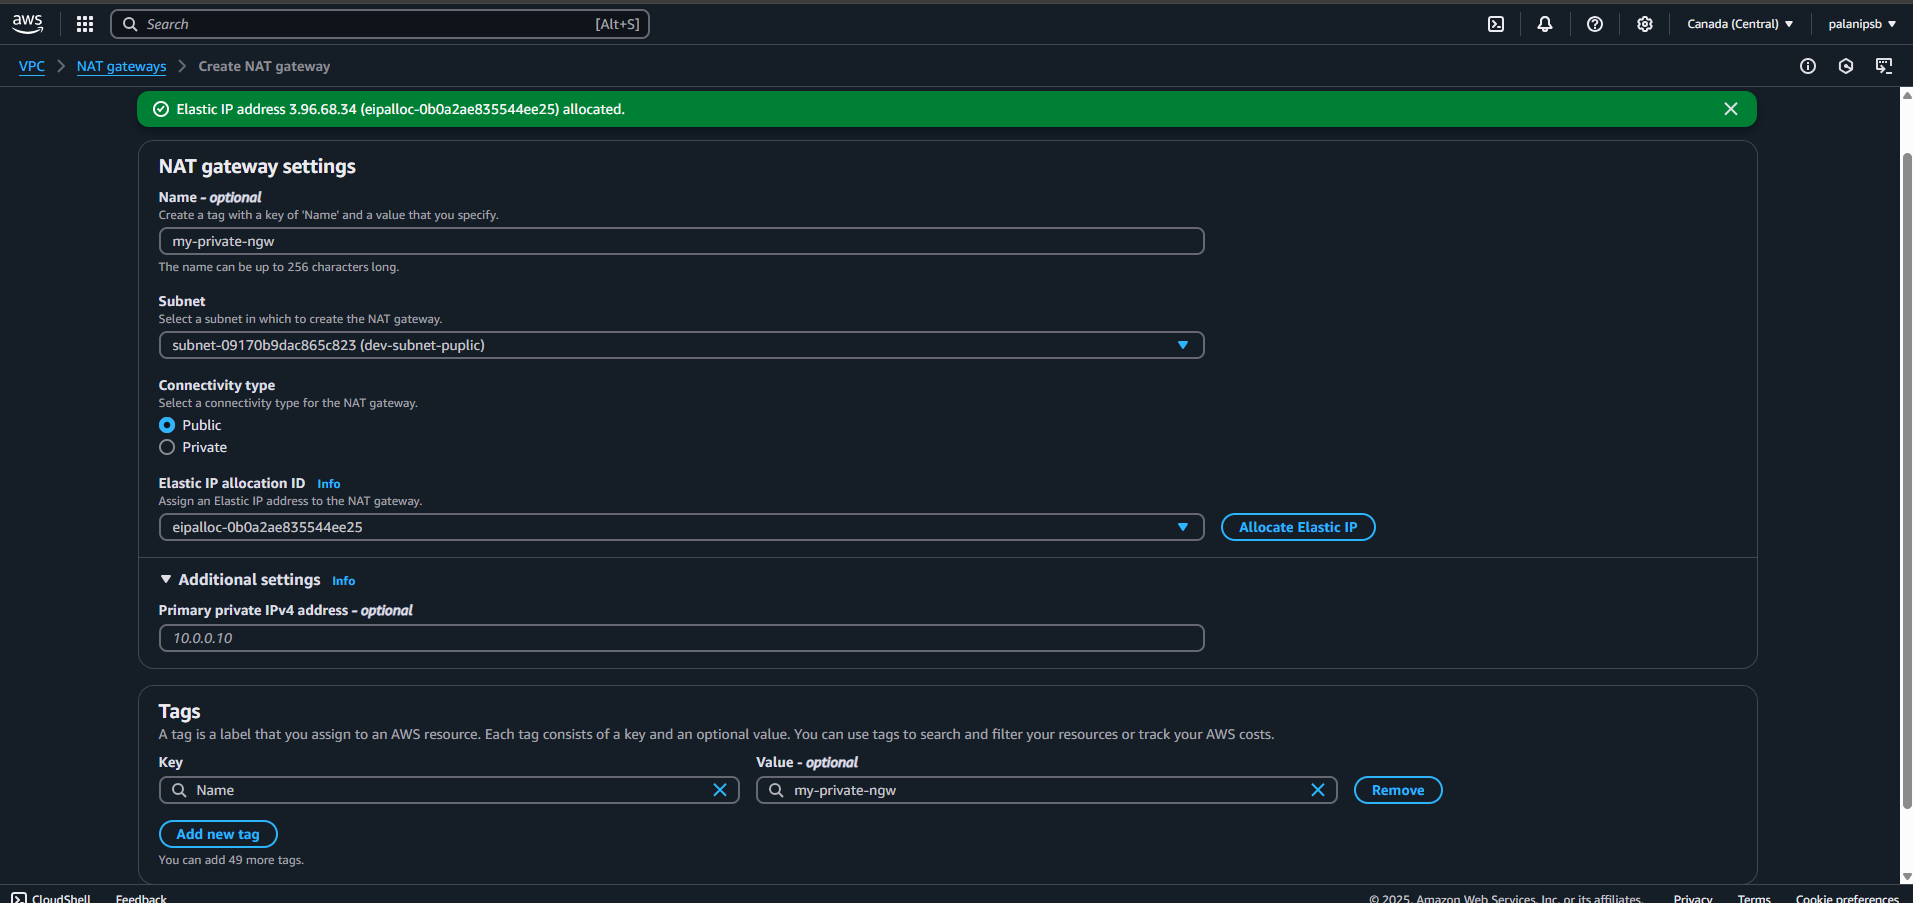 aws
Search [Alt+S]
Canada (Central)
palanipsb
VPC
NAT gateways
Create NAT gateway
Elastic IP address 3.96.68.34 (eipalloc-0b0a2ae835544ee25) allocated.
NAT gateway settings
Name - optional
Create a tag with a key of 'Name' and a value that you specify.
my-private-ngw
The name can be up to 256 characters long.
Subnet
Select a subnet in which to create the NAT gateway.
subnet-09170b9dac865c823 (dev-subnet-puplic)
Connectivity type
Select a connectivity type for the NAT gateway.
Public
Private
Elastic IP allocation ID Info
Assign an Elastic IP address to the NAT gateway.
eipalloc-0b0a2ae835544ee25
Allocate Elastic IP
Additional settings Info
Primary private IPv4 address - optional
10.0.0.10
Tags
A tag is a label that you assign to an AWS resource. Each tag consists of a key and an optional value. You can use tags to search and filter your resources or track your AWS costs.
Key
Value - optional
Name
my-private-ngw
Remove
Add new tag
You can add 49 more tags.
CloudShell
Feedback
© 2025, Amazon Web Services, Inc. or its affiliates.
Privacy
Terms
Cookie preferences